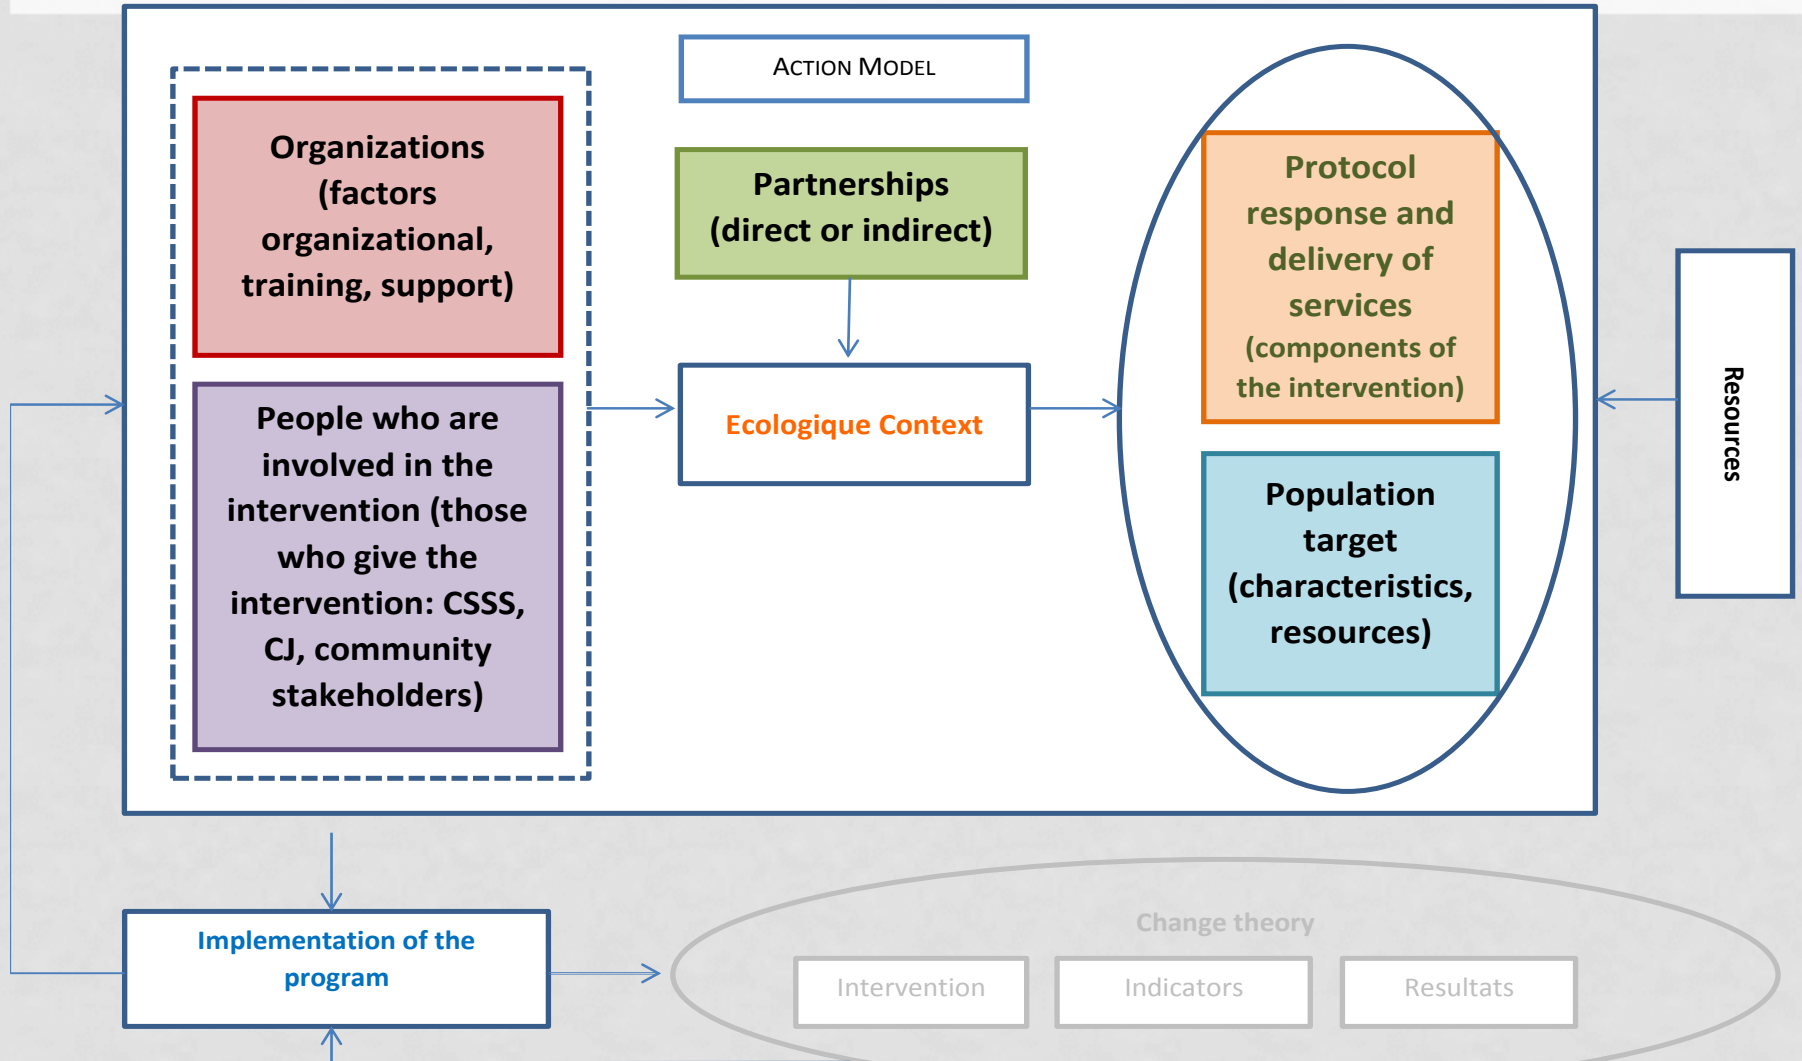 ACTION MODEL
Organizations
(factors
organizational,
training, support)
People who are
involved in the
intervention (those
who give the
intervention: CSSS,
CJ, community
stakeholders)
Partnerships
(direct or indirect)
Ecologique Context
Protocol
response and
delivery of
services
(components of
the intervention)
Population
target
(characteristics,
resources)
Resources
Implementation of the
program
Change theory
Intervention
Indicators
Resultats